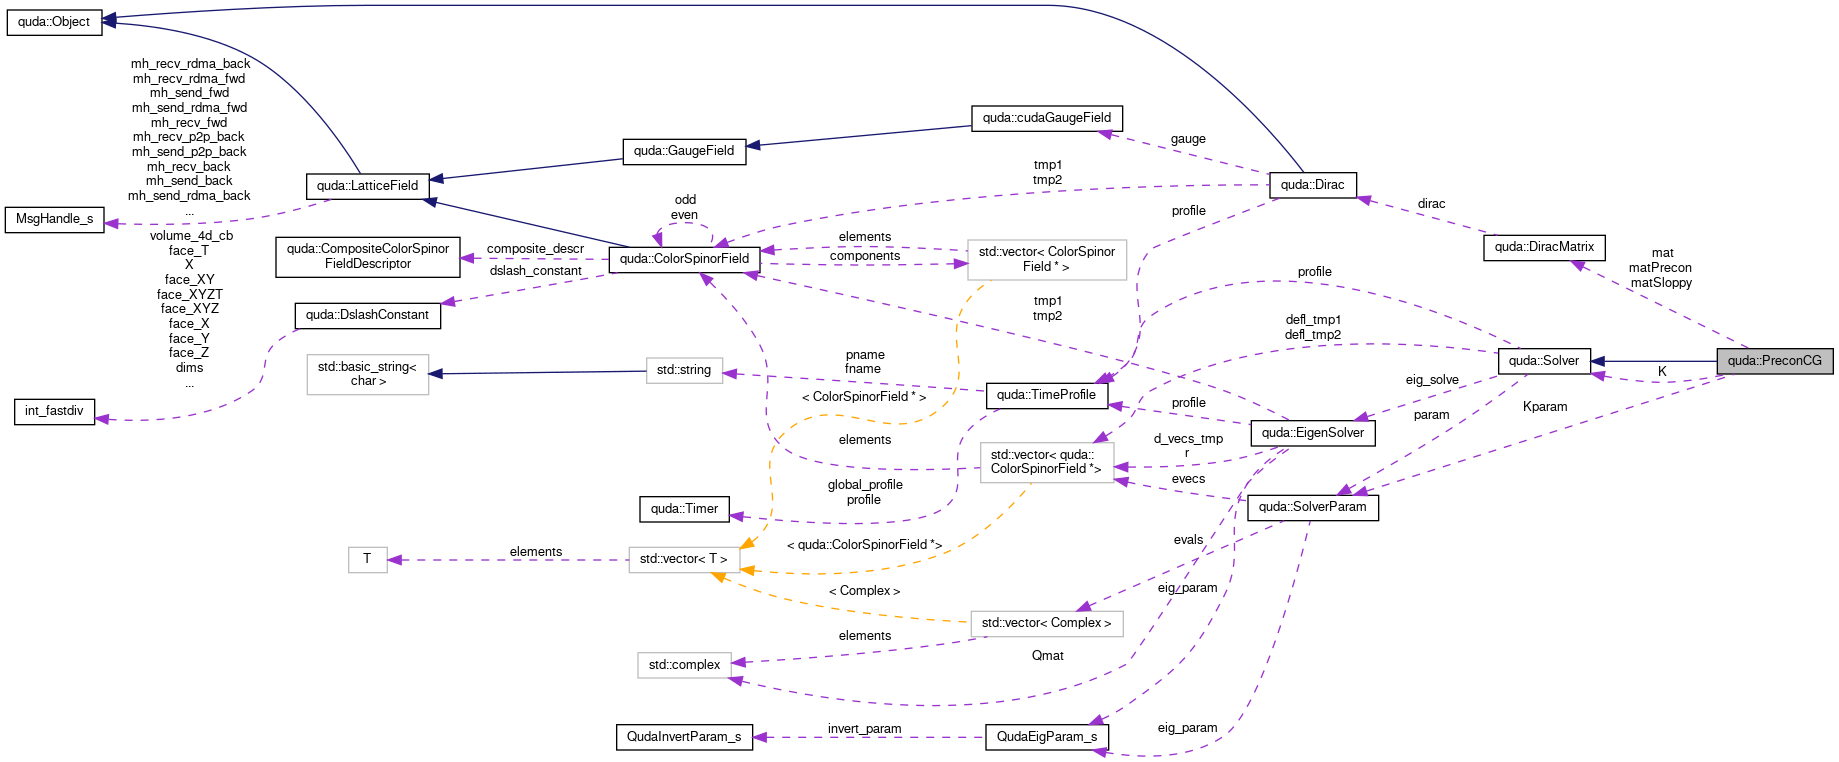 quda::Object
mh_recv_rdma_back
mh_recv_rdma_fwd
mh_send_fwd
mh_send_rdma_fwd
mh_recv_fwd
mh_recv_p2p_back
mh_send_p2p_back
mh_recv_back
mh_send_back
mh_send_rdma_back
...
MsgHandle_s
volume_4d_cb
face_T
X
face_XY
face_XYZT
face_XYZ
face_X
face_Y
face_Z
dims
...
int_fastdiv
quda::LatticeField
quda::CompositeColorSpinor
FieldDescriptor
quda::DslashConstant
std::basic_string<
char >
T
composite_descr
dslash_constant
elements
quda::GaugeField
odd
even
quda::ColorSpinorField
std::string
quda::Timer
std::vector< T >
std::complex
QudaInvertParam_s
elements
components
pname
fname
< ColorSpinorField * >
elements
global_profile
profile
< quda::ColorSpinorField *>
< Complex >
elements
invert_param
quda::cudaGaugeField
std::vector< ColorSpinor
Field * >
quda::TimeProfile
std::vector< quda::
ColorSpinorField *>
std::vector< Complex >
QudaEigParam_s
tmp1
tmp2
tmp1
tmp2
Qmat
gauge
profile
profile
d_vecs_tmp
r
evecs
evals
eig_param
eig_param
quda::Dirac
profile
defl_tmp1
defl_tmp2
quda::EigenSolver
quda::SolverParam
dirac
eig_solve
param
quda::DiracMatrix
quda::Solver
Kparam
mat
matPrecon
matSloppy
K
quda::PreconCG